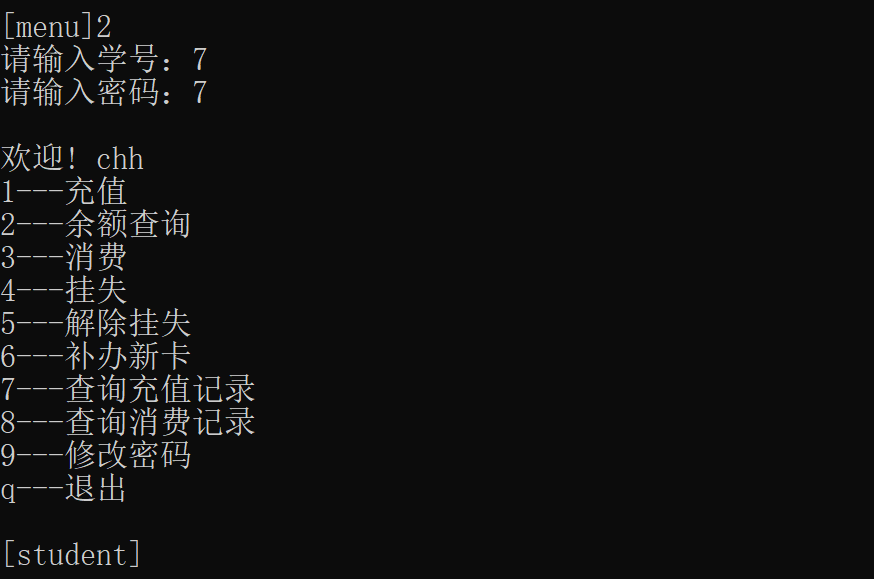 [menu]2
请输入学号：7
请输入密码：7
欢迎! chh
1---充值
2---余额查询
3---消费
4---挂失
5---解除挂失
6---补办新卡
7---查询充值记录
8---查询消费记录
9---修改密码
q---退出
[student]